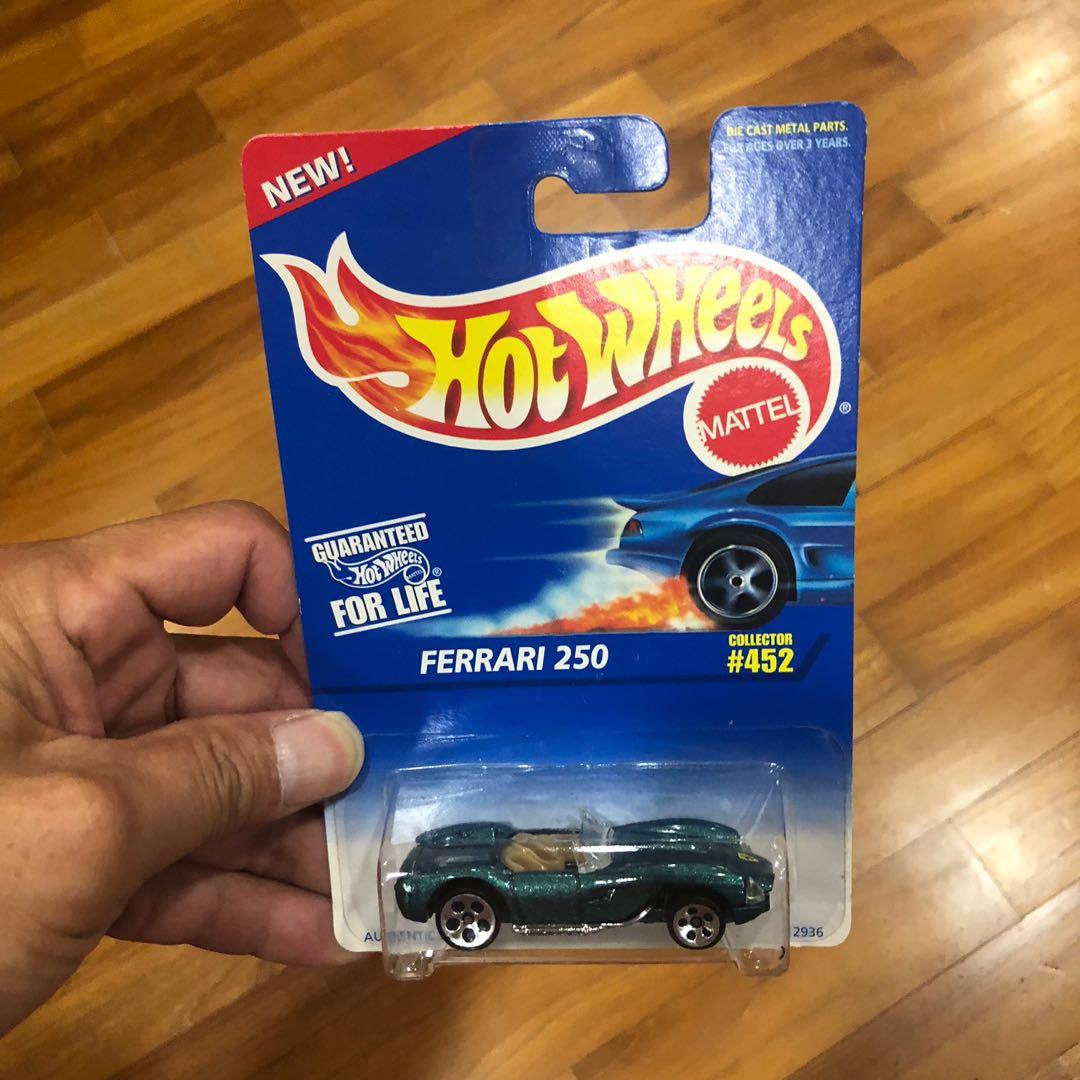 NEW!
DIE CAST METAL PARTS.
FOR AGES OVER 3 YEARS.
HOT WHEELS
MATTEL
®
GUARANTEED
HOT WHEELS
MATTEL
®
FOR LIFE
FERRARI 250
COLLECTOR
#452
2936